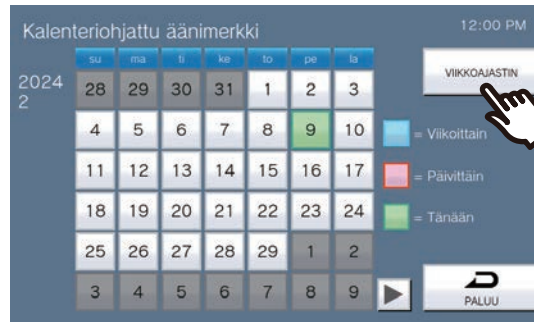 Kalenteriohjattu äänimerkki
12:00 PM
su ma ti ke to pe la
VIIKKOAJASTIN
2024
2
28 29 30 31 1 2 3
4 5 6 7 8 9 10
= Viikoittain
11 12 13 14 15 16 17
= Päivittäin
18 19 20 21 22 23 24
= Tänään
25 26 27 28 29 1 2
3 4 5 6 7 8 9
PALUU